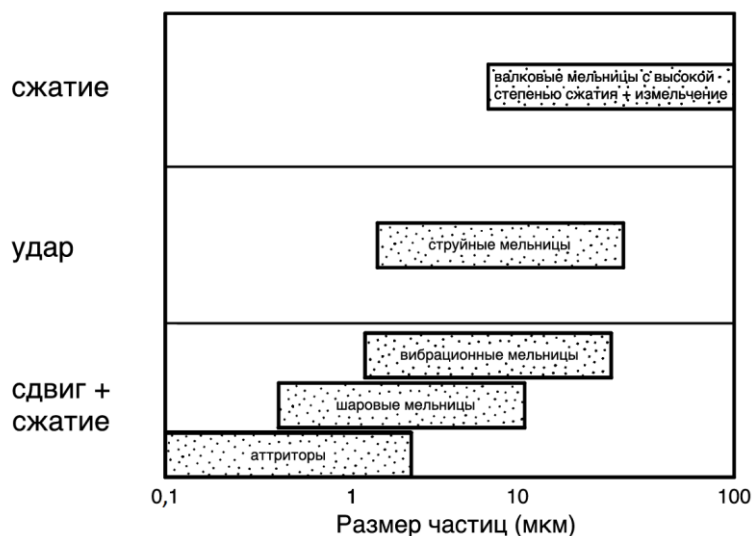 сжатие
валковые мельницы с высокой -
степенью сжатия + измельчение
удар
струйные мельницы
вибрационные мельницы
сдвиг +
сжатие
шаровые мельницы
аттриторы
0,1 1 10 100
Размер частиц (мкм)